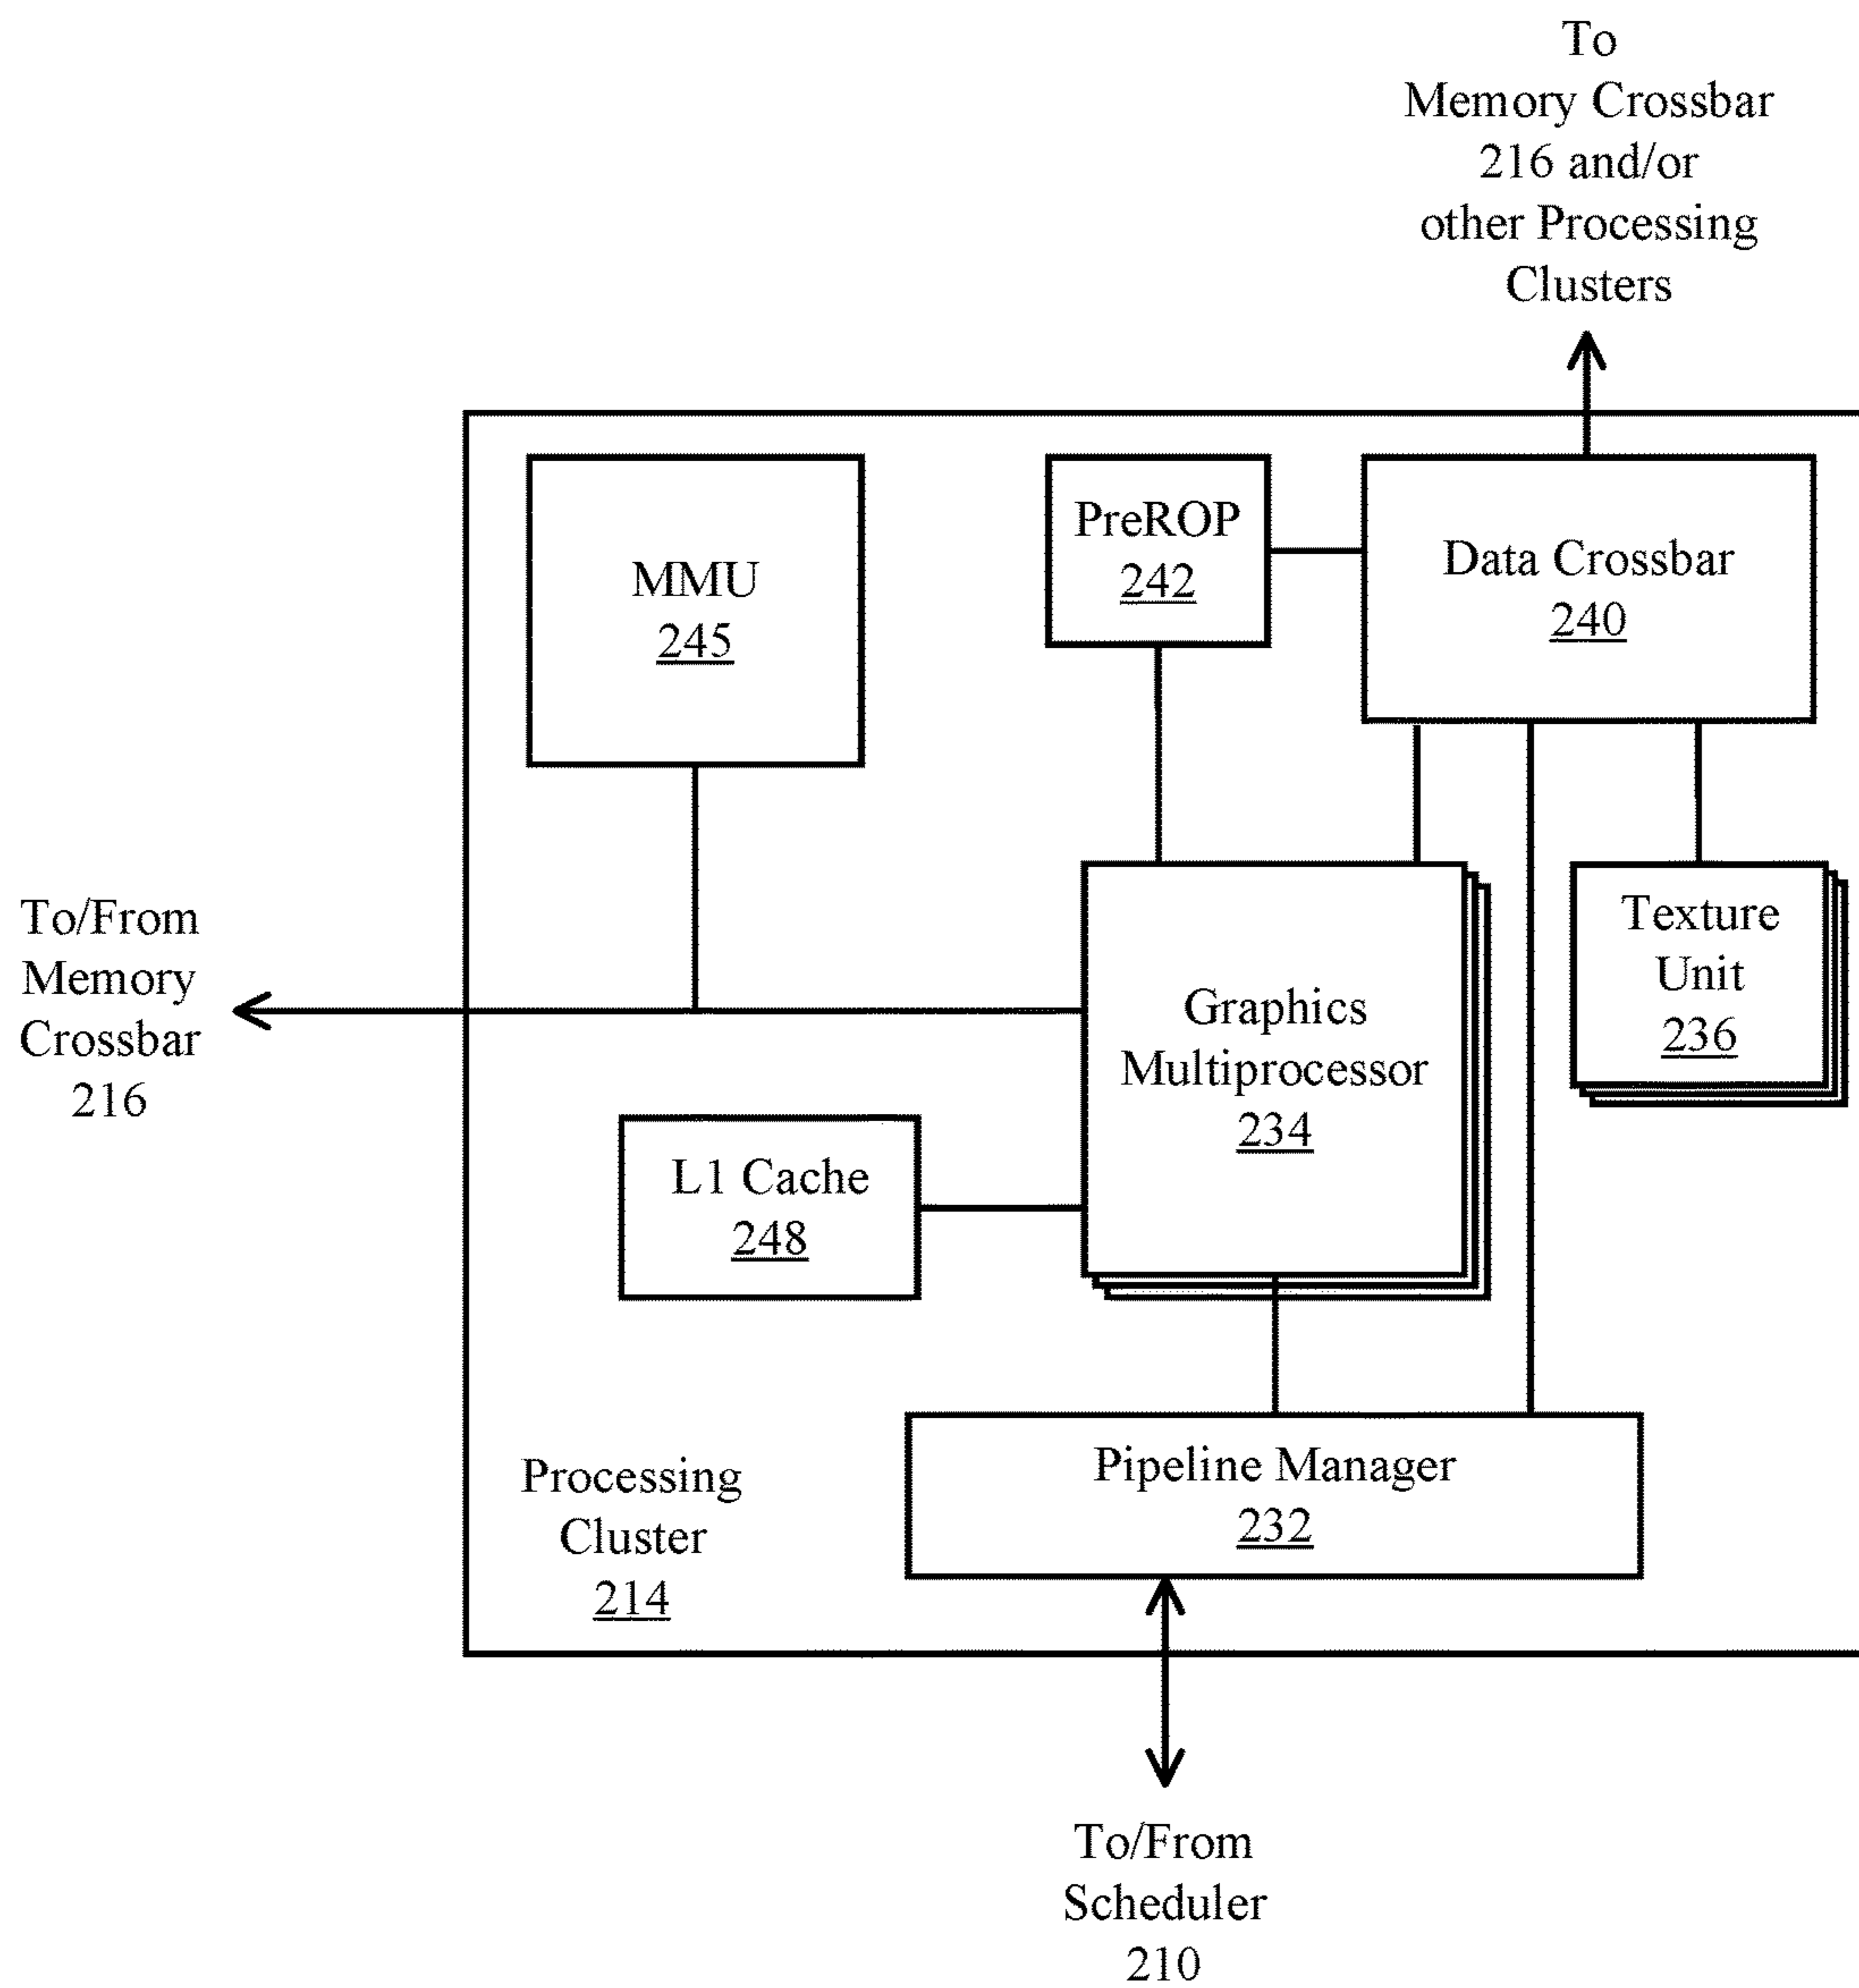 To
Memory Crossbar
216 and/or
other Processing
Clusters
MMU
245
PreROP
242
Data Crossbar
240
To/From
Memory
Crossbar
216
Graphics
Multiprocessor
234
Texture
Unit
236
L1 Cache
248
Pipeline Manager
232
Processing
Cluster
214
To/From
Scheduler
210